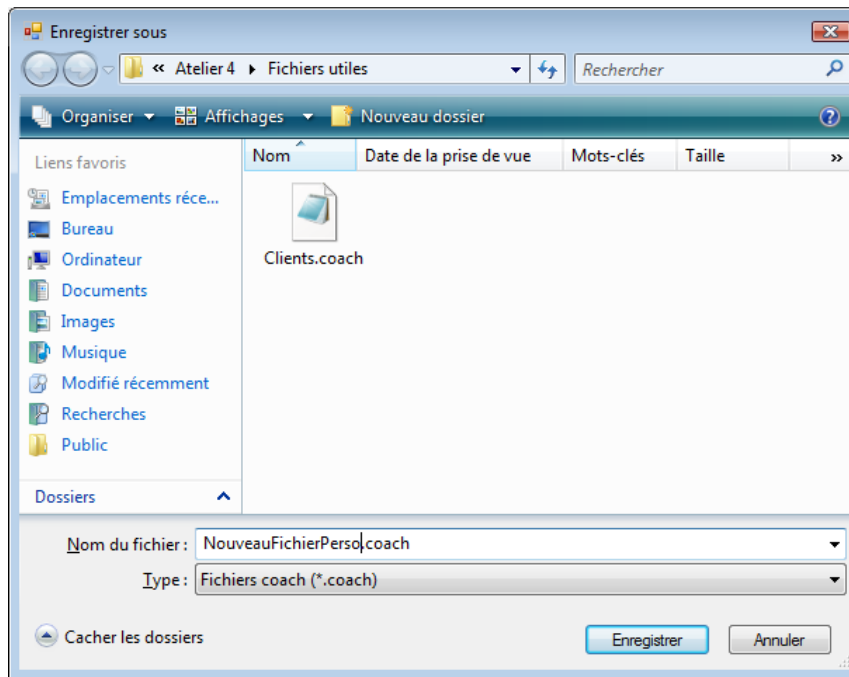 Enregistrer sous
« Atelier 4 ▸ Fichiers utiles
Rechercher
Organiser
Affichages
Nouveau dossier
Liens favoris
Nom
Date de la prise de vue
Mots-clés
Taille
»
Emplacements réce...
Bureau
Ordinateur
Documents
Images
Musique
Modifié récemment
Recherches
Public
Dossiers
Clients.coach
Nom du fichier : NouveauFichierPerso.coach
Type : Fichiers coach (*.coach)
Cacher les dossiers
Enregistrer
Annuler